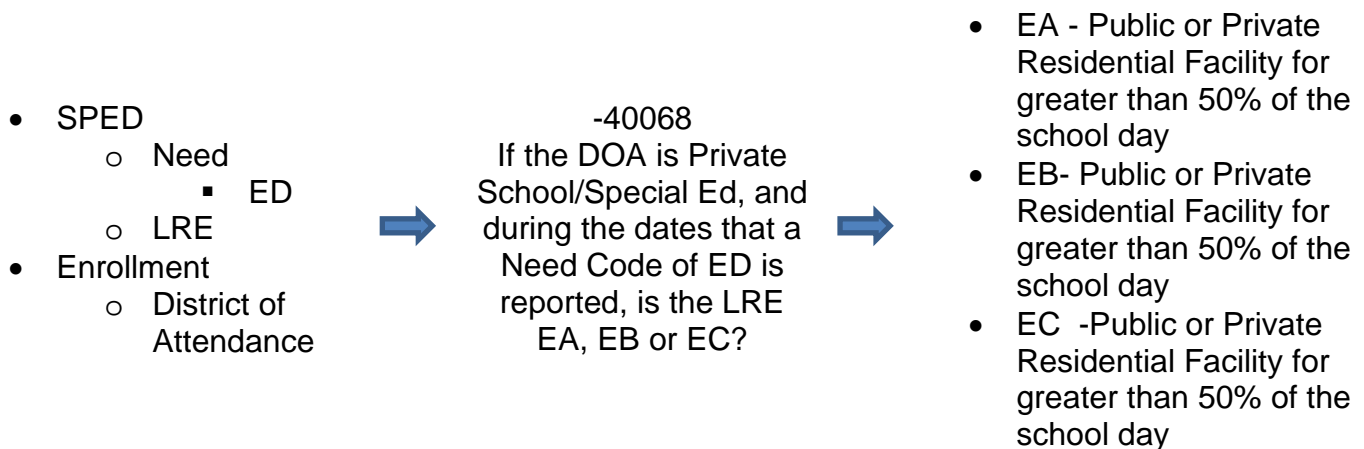 • SPED
o Need
▪ ED
o LRE
• Enrollment
o District of
Attendance
-40068
If the DOA is Private
School/Special Ed, and
during the dates that a
Need Code of ED is
reported, is the LRE
EA, EB or EC?
• EA - Public or Private
Residential Facility for
greater than 50% of the
school day
• EB- Public or Private
Residential Facility for
greater than 50% of the
school day
• EC -Public or Private
Residential Facility for
greater than 50% of the
school day